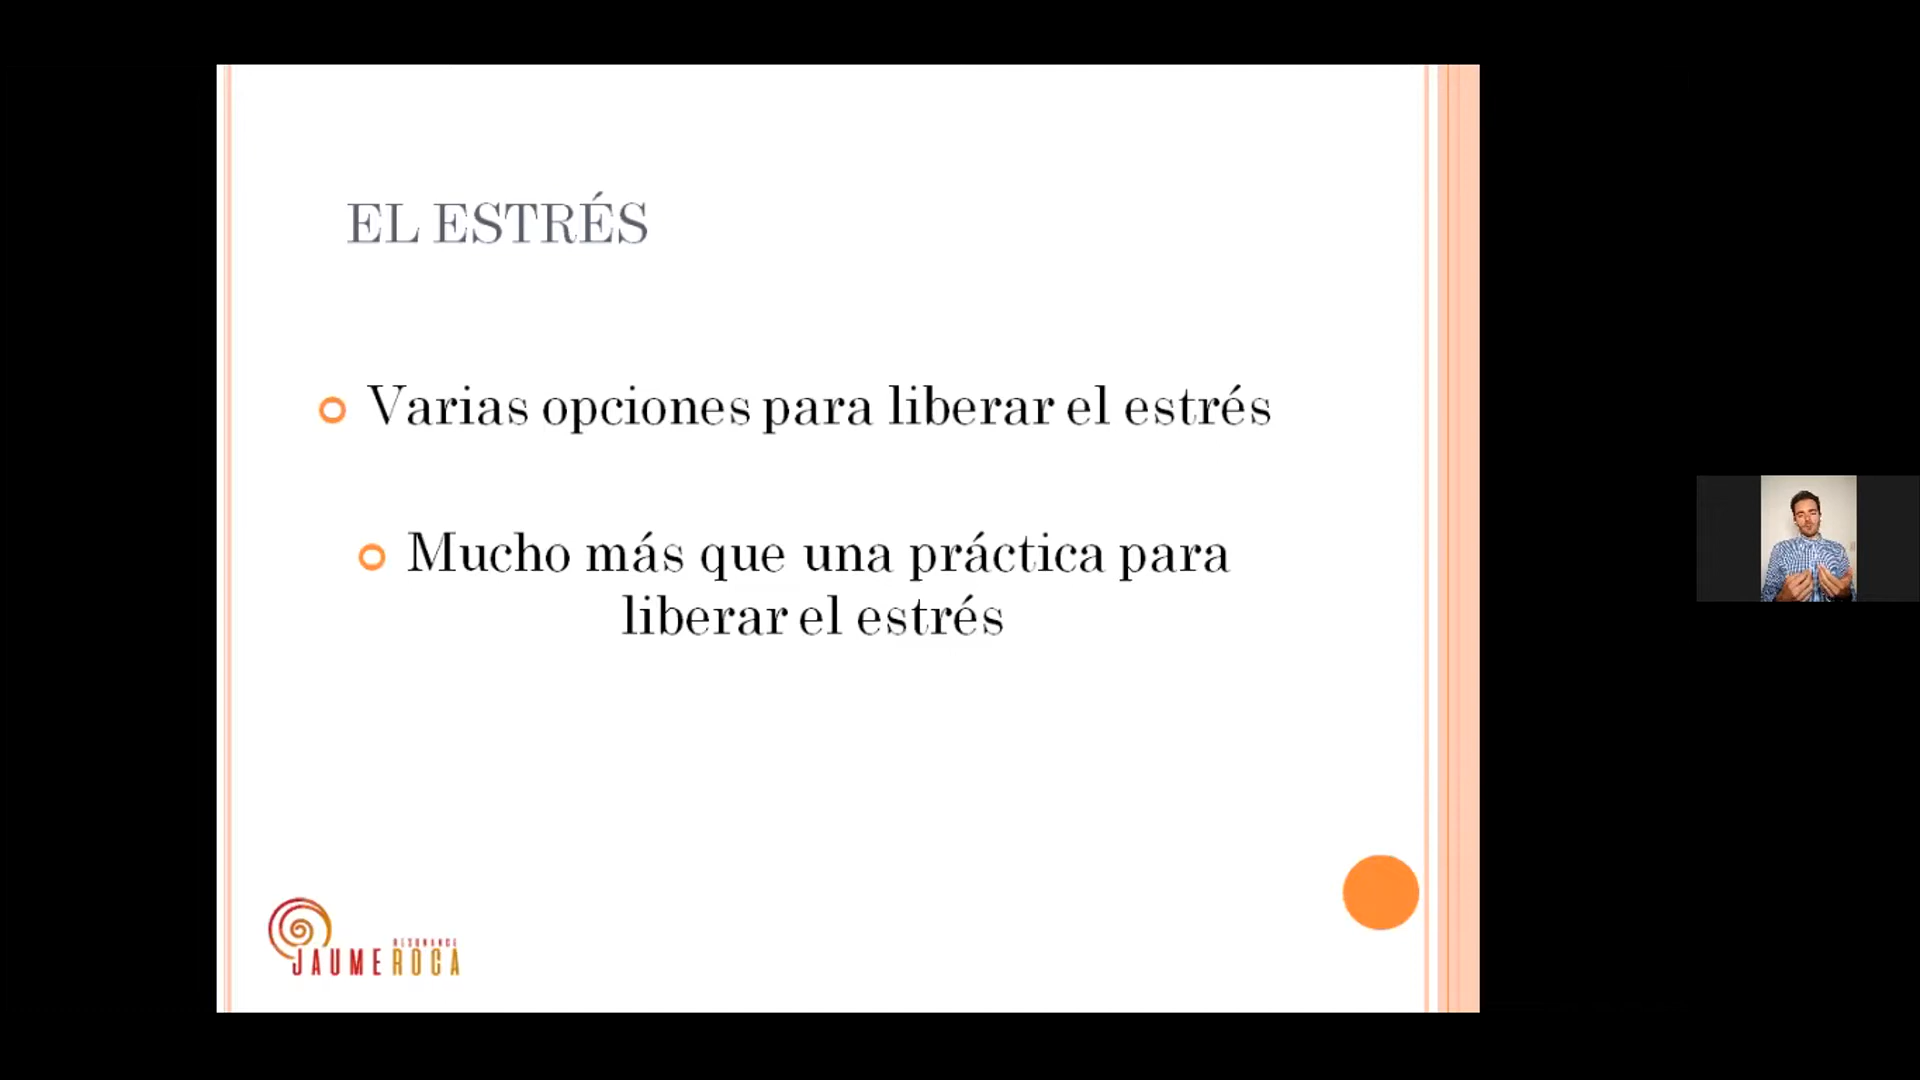 EL ESTRÉS
Varias opciones para liberar el estrés
Mucho más que una práctica para
liberar el estrés
RESONANCE
JAUME ROCA